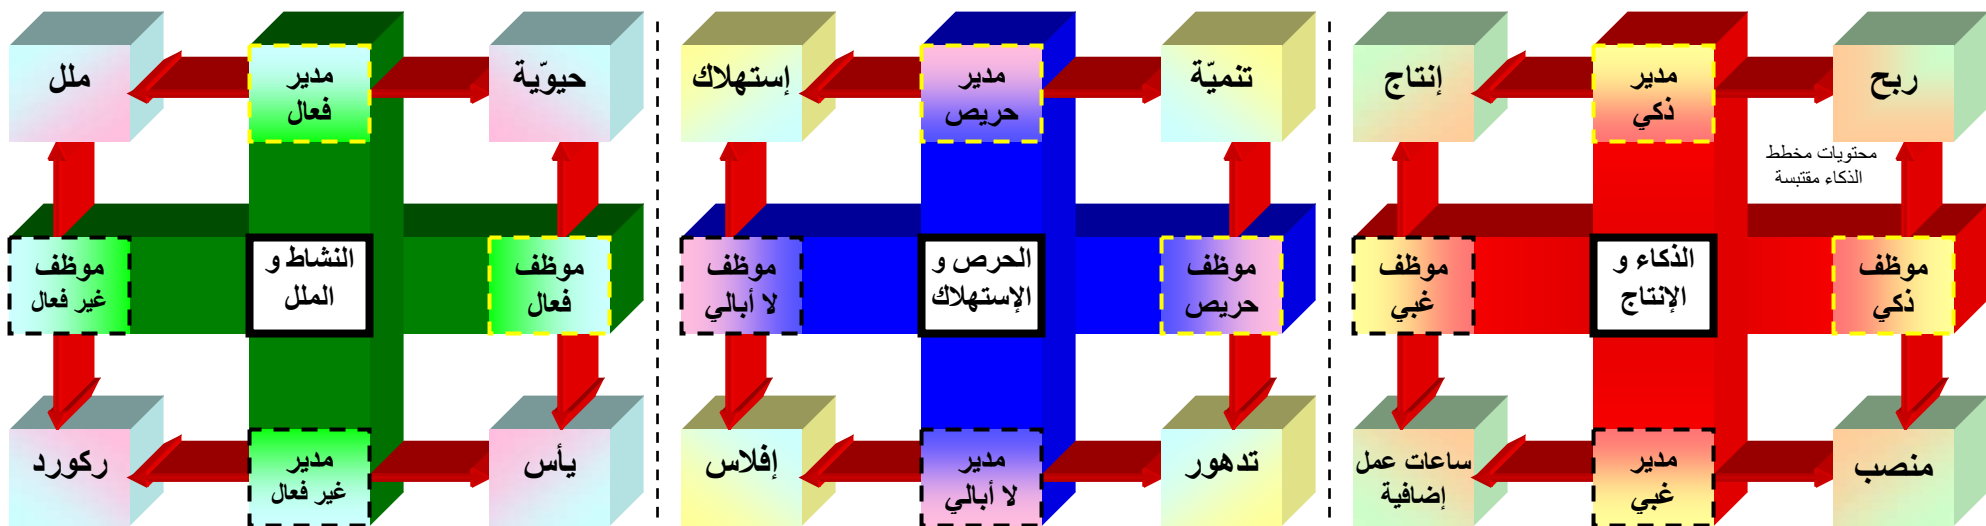 ربح
مدير
ذكي
إنتاج
محتويات مخطط
الذكاء مقتبسة
موظف
ذكي
الذكاء و
الإنتاج
موظف
غبي
منصب
مدير
غبي
ساعات عمل
إضافية
تنميّة
مدير
حريص
إستهلاك
موظف
حريص
الحرص و
الإستهلاك
موظف
لا أبالي
تدهور
مدير
لا أبالي
إفلاس
حيوّية
مدير
فعال
ملل
موظف
فعال
النشاط و
الملل
موظف
غير فعال
يأس
مدير
غير فعال
ركورد